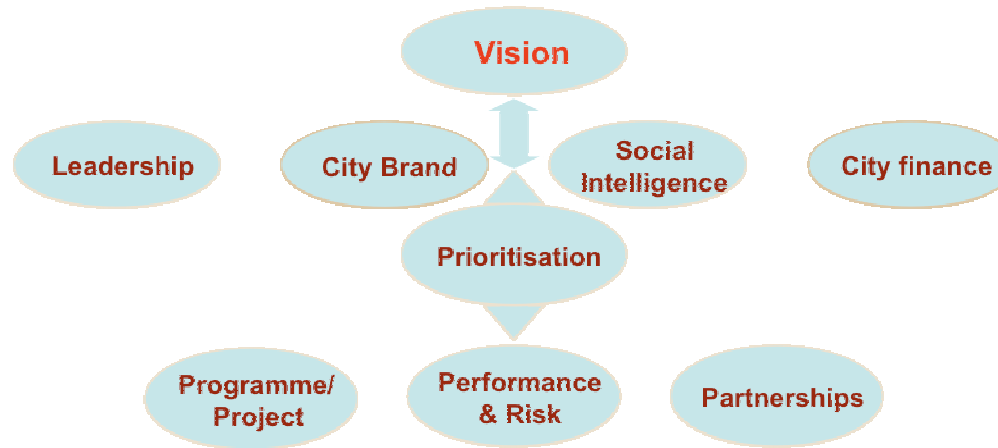 Vision
Leadership
City Brand
Social
Intelligence
City finance
Prioritisation
Programme/
Project
Performance
& Risk
Partnerships